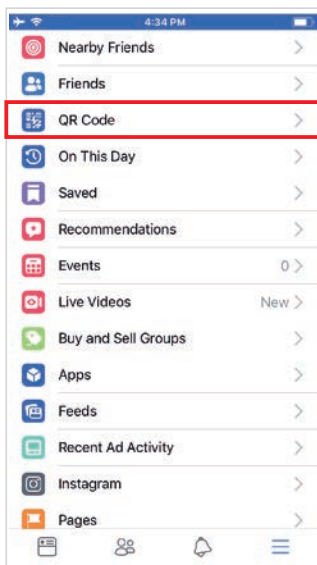 4:34 PM
Nearby Friends
Friends
QR Code
On This Day
Saved
Recommendations
Events 0
Live Videos New
Buy and Sell Groups
Apps
Feeds
Recent Ad Activity
Instagram
Pages